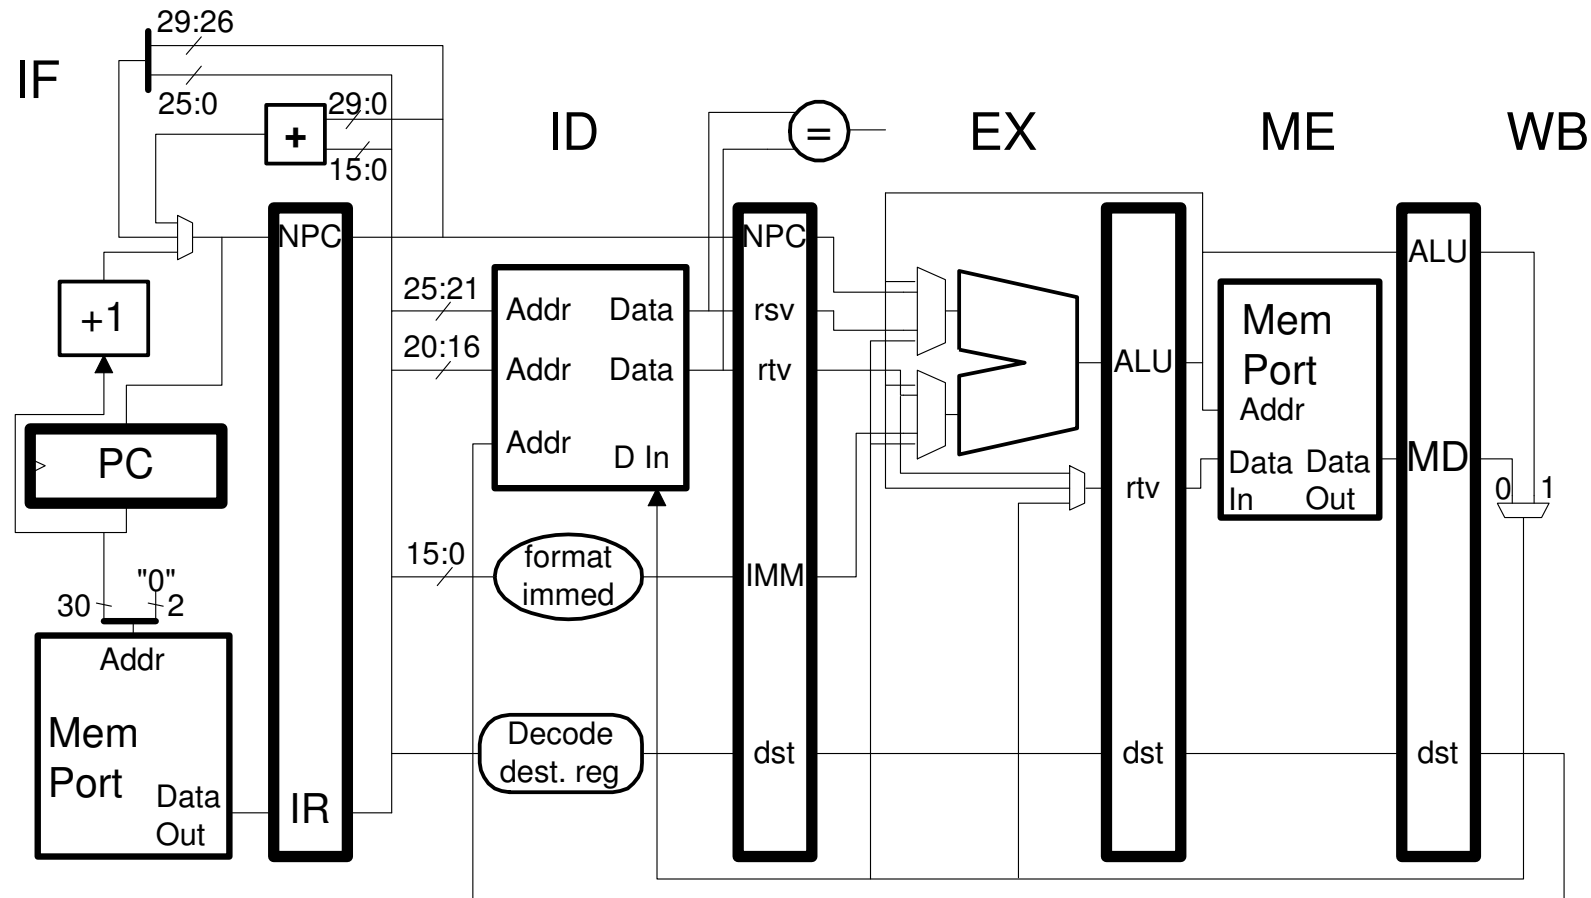 29:26
IF
25:0
29:0
+
15:0
ID
=
EX
ME
WB
NPC
NPC
ALU
25:21
Addr
Data
rsv
+1
20:16
Addr
Data
rtv
ALU
Mem
Port
Addr
Addr
D In
PC
rtv
Data
In
Data
Out
MD
0
1
15:0
format
immed
IMM
"0"
30
2
Addr
Mem
Port
Data
Out
IR
Decode
dest. reg
dst
dst
dst